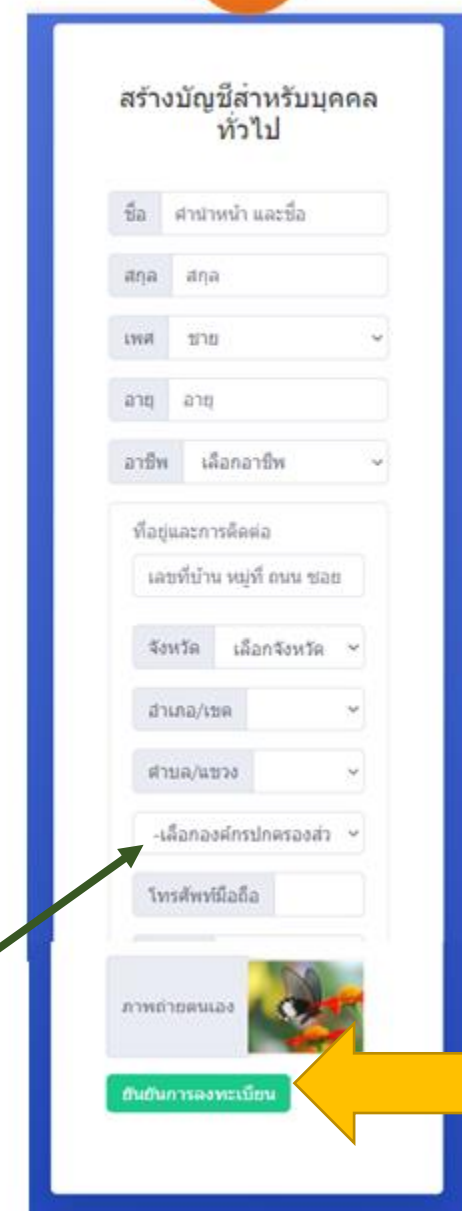 สร้างบัญชีสำหรับบุคคล
ทั่วไป
ชื่อ คำนำหน้า และชื่อ
สกุล สกุล
เพศ ชาย
อายุ อายุ
อาชีพ เลือกอาชีพ
ที่อยู่และการติดต่อ
เลขที่บ้าน หมู่ที่ ถนน ซอย
จังหวัด เลือกจังหวัด
อำเภอ/เขต
ตำบล/แขวง
-เลือกองค์กรปกครองส่ว
โทรศัพท์มือถือ
ภาพถ่ายตนเอง
ยืนยันการลงทะเบียน